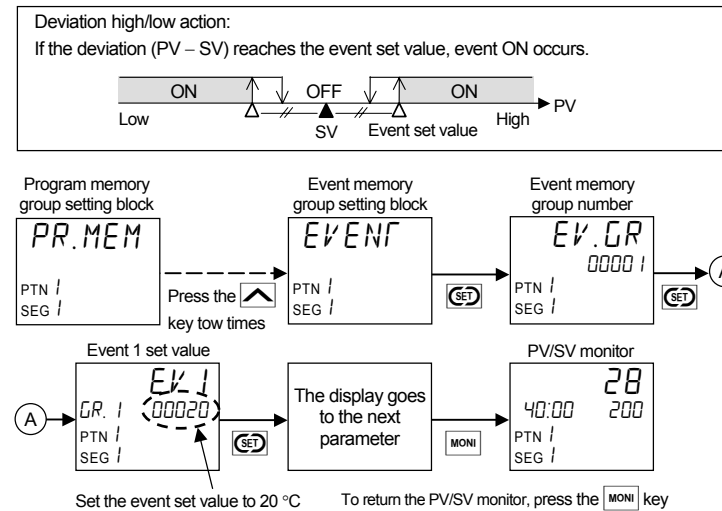 Deviation high/low action:
If the deviation (PV – SV) reaches the event set value, event ON occurs.
ON OFF ON
PV
Low High
SV Event set value
Program memory group setting block
Event memory group setting block
Event memory group number
PR.MEM
PTN 1
SEG 1
Press the
key tow times
EVENT
PTN 1
SEG 1
SET
EV.GR
00001
PTN 1
SEG 1
SET
A
Event 1 set value
PV/SV monitor
A
EV.1
GR. 1 00020
PTN 1
SEG 1
SET
The display goes
to the next
parameter
MONI
28
40:00 200
PTN 1
SEG 1
Set the event set value to 20 °C
To return the PV/SV monitor, press the MONI key